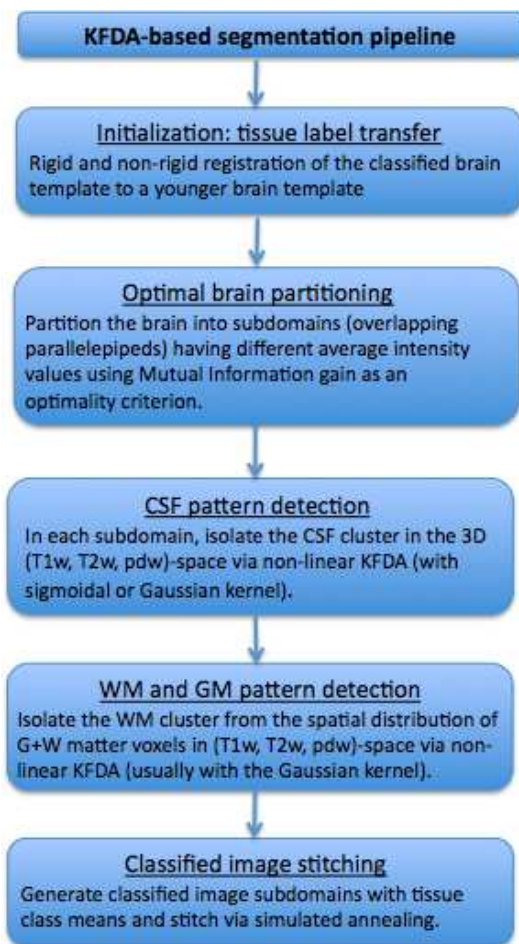 KFDA-based segmentation pipeline
Initialization: tissue label transfer
Rigid and non-rigid registration of the classified brain
template to a younger brain template
Optimal brain partitioning
Partition the brain into subdomains (overlapping
parallelepipeds) having different average intensity
values using Mutual Information gain as an
optimality criterion.
CSF pattern detection
In each subdomain, isolate the CSF cluster in the 3D
(T1w, T2w, pdw)-space via non-linear KFDA (with
sigmoidal or Gaussian kernel).
WM and GM pattern detection
Isolate the WM cluster from the spatial distribution of
G+W matter voxels in (T1w, T2w, pdw)-space via non-
linear KFDA (usually with the Gaussian kernel).
Classified image stitching
Generate classified image subdomains with tissue
class means and stitch via simulated annealing.